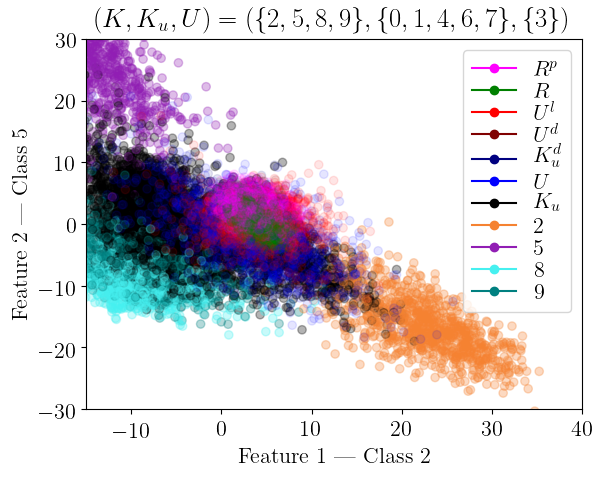 (K, K_u, U) = ({2, 5, 8, 9}, {0, 1, 4, 6, 7}, {3})
30
20
10
0
−10
−20
−30
Feature 2 — Class 5
R^p
R
U^l
U^d
K_u^d
U
K_u
2
5
8
9
−10 0 10 20 30 40
Feature 1 — Class 2